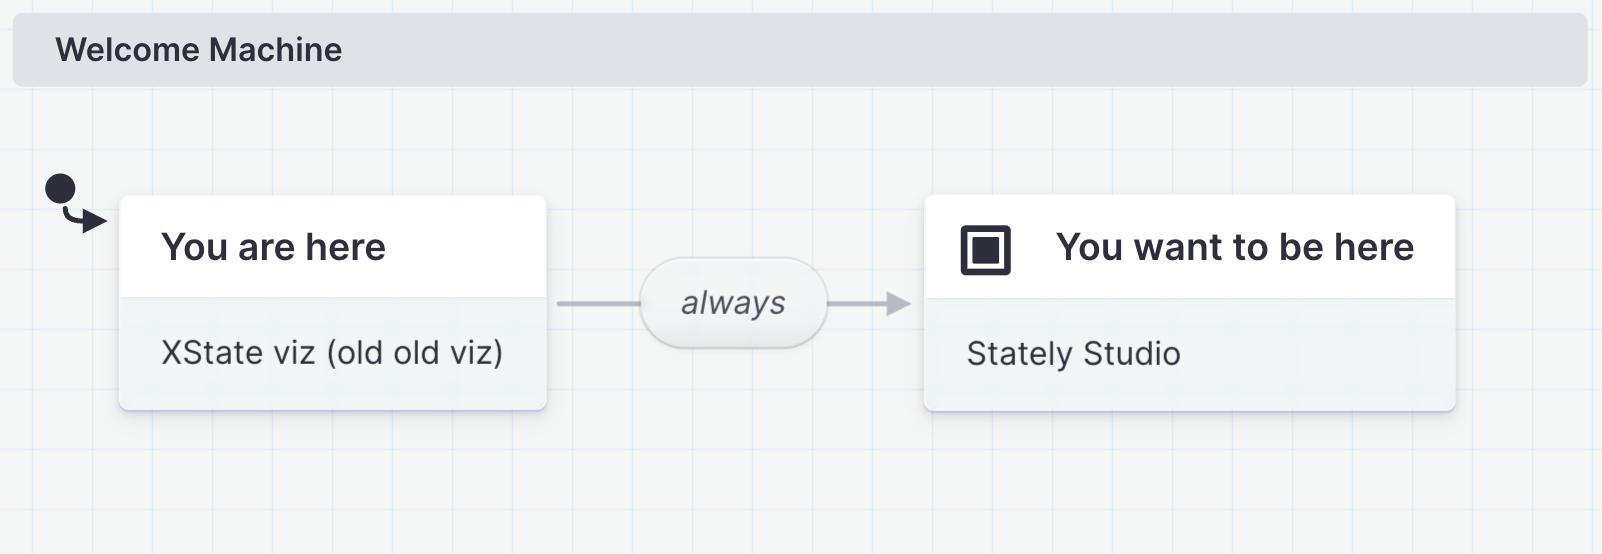 Welcome Machine
You are here
XState viz (old old viz)
always
You want to be here
Stately Studio